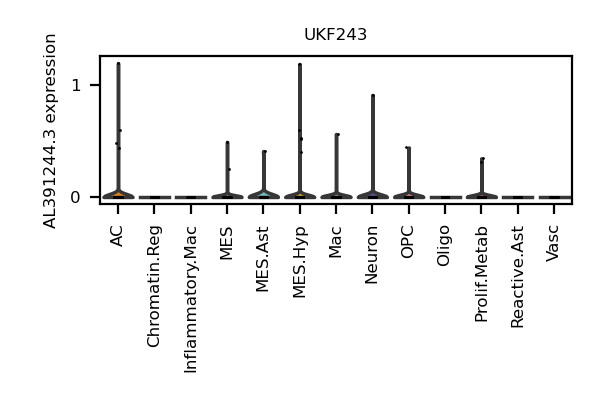 UKF243
AL391244.3 expression
1
0
AC
Chromatin.Reg
Inflammatory.Mac
MES
MES.Ast
MES.Hyp
Mac
Neuron
OPC
Oligo
Prolif.Metab
Reactive.Ast
Vasc